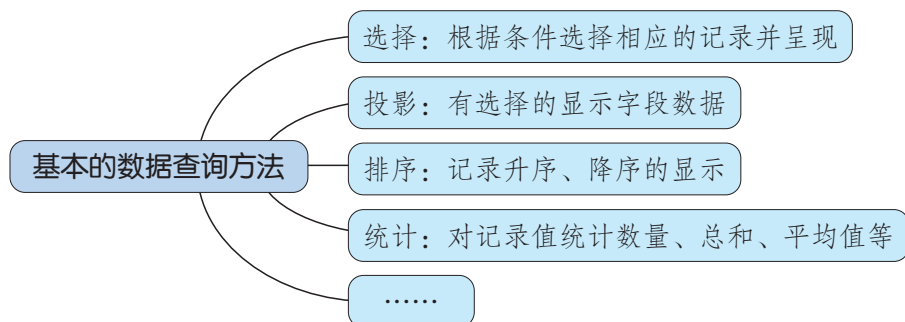 选择：根据条件选择相应的记录并呈现
投影：有选择的显示字段数据
基本的数据查询方法
排序：记录升序、降序的显示
统计：对记录值统计数量、总和、平均值等
……